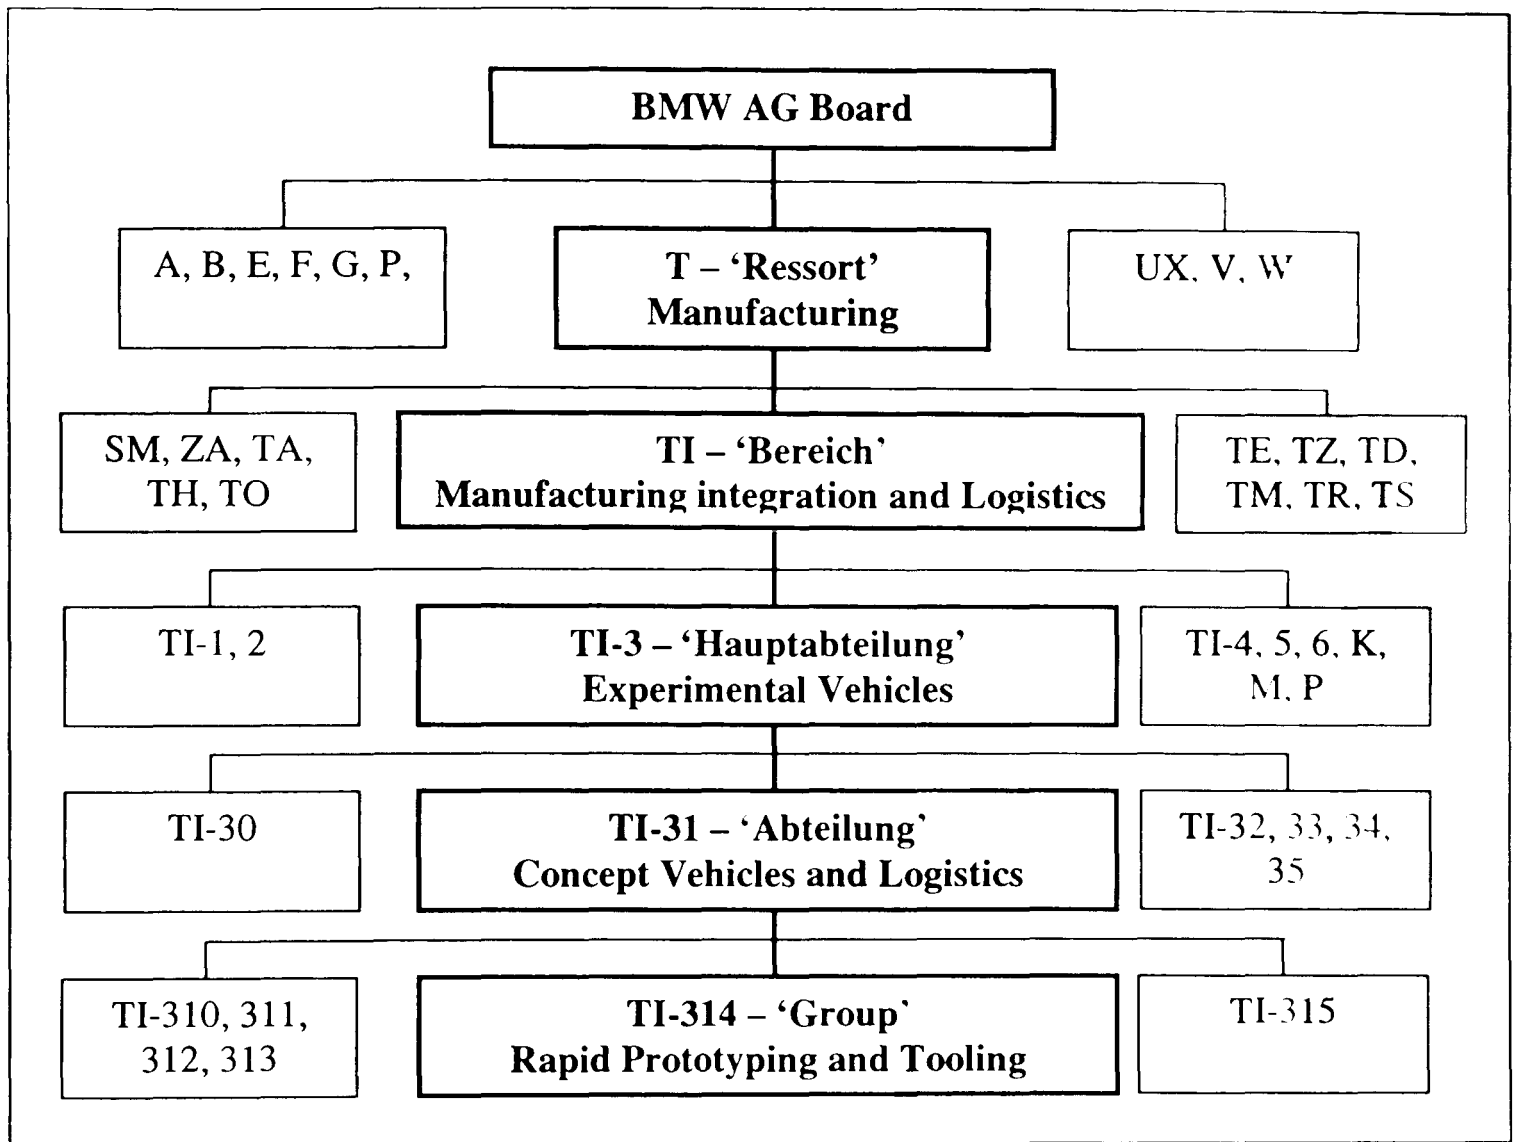 BMW AG Board
A, B, E, F, G, P,
T – ‘Ressort’
Manufacturing
UX, V, W
SM, ZA, TA,
TH, TO
TI – ‘Bereich’
Manufacturing integration and Logistics
TE, TZ, TD,
TM, TR, TS
TI-1, 2
TI-3 – ‘Hauptabteilung’
Experimental Vehicles
TI-4, 5, 6, K,
M, P
TI-30
TI-31 – ‘Abteilung’
Concept Vehicles and Logistics
TI-32, 33, 34,
35
TI-310, 311,
312, 313
TI-314 – ‘Group’
Rapid Prototyping and Tooling
TI-315